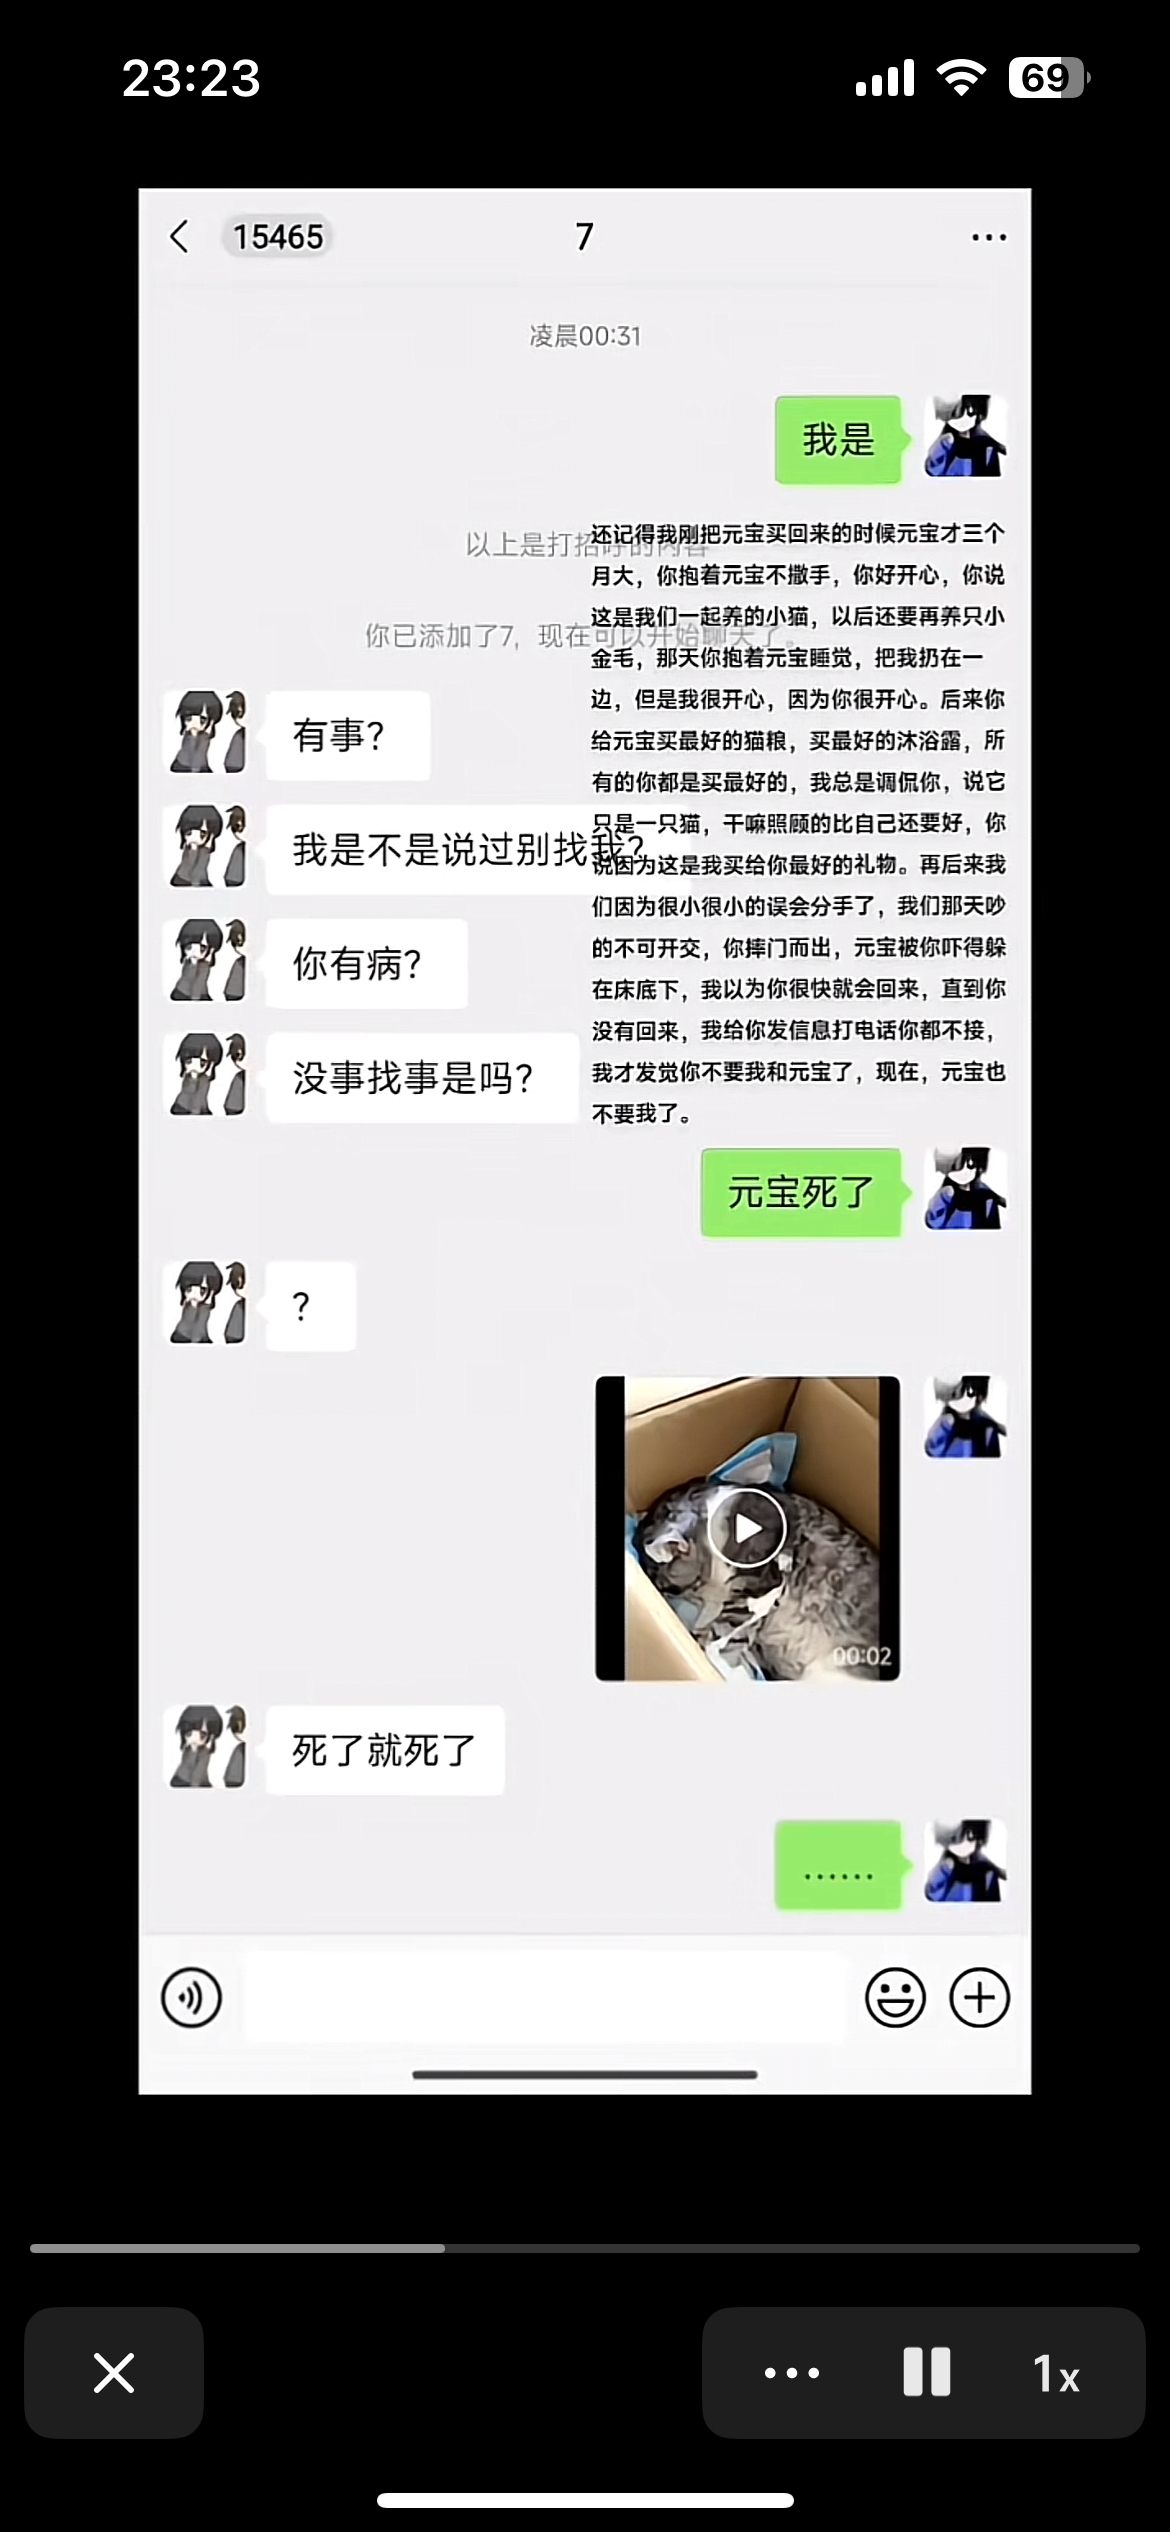 23:23
69
15465
7
凌晨00:31
我是
以上是打招呼的内容
你已添加了7，现在可以开始聊天了。
还记得我刚把元宝买回来的时候元宝才三个
月大，你抱着元宝不撒手，你好开心，你说
这是我们一起养的小猫，以后还要再养只小
金毛，那天你抱着元宝睡觉，把我扔在一
边，但是我很开心，因为你很开心。后来你
给元宝买最好的猫粮，买最好的沐浴露，所
有的你都是买最好的，我总是调侃你，说它
只是一只猫，干嘛照顾的比自己还要好，你
说因为这是我买给你最好的礼物。再后来我
们因为很小很小的误会分手了，我们那天吵
的不可开交，你摔门而出，元宝被你吓得躲
在床底下，我以为你很快就会回来，直到你
没有回来，我给你发信息打电话你都不接，
我才发觉你不要我和元宝了，现在，元宝也
不要我了。
有事？
我是不是说过别找我？
你有病？
没事找事是吗？
元宝死了
？
00:02
死了就死了
......
1x